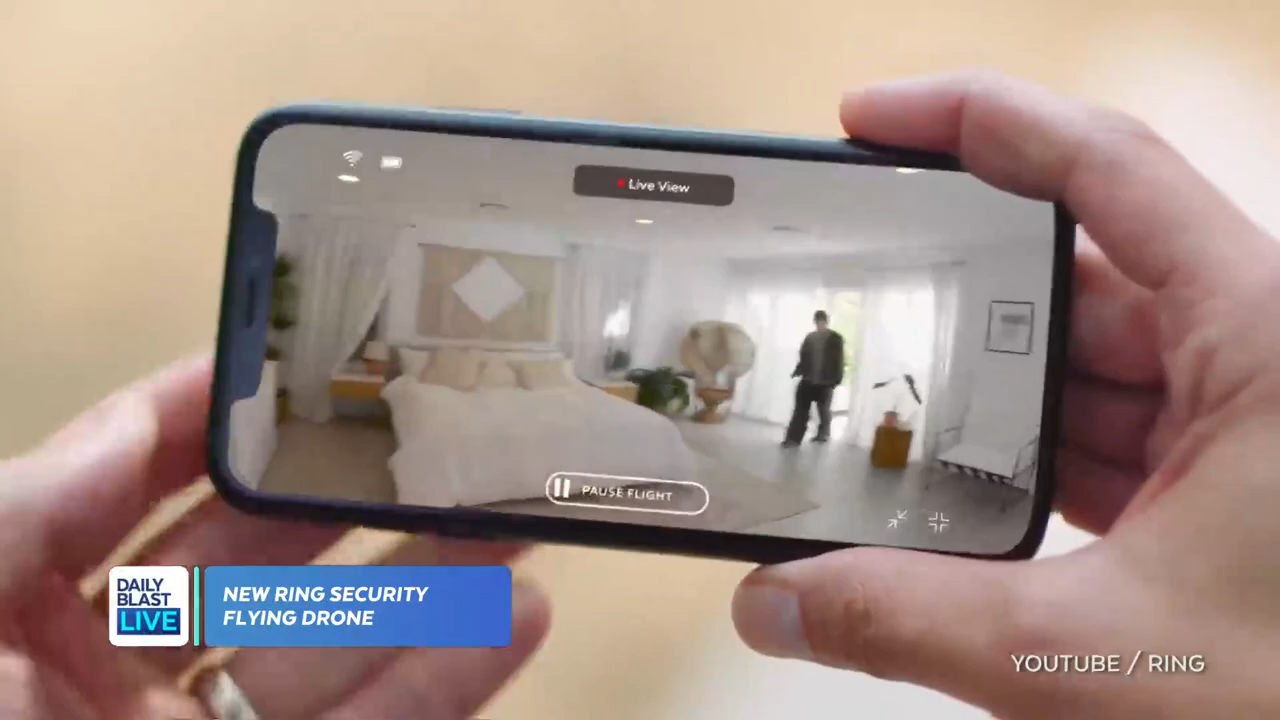 Live View
PAUSE FLIGHT
DAILY
BLAST
LIVE
NEW RING SECURITY
FLYING DRONE
YOUTUBE / RING